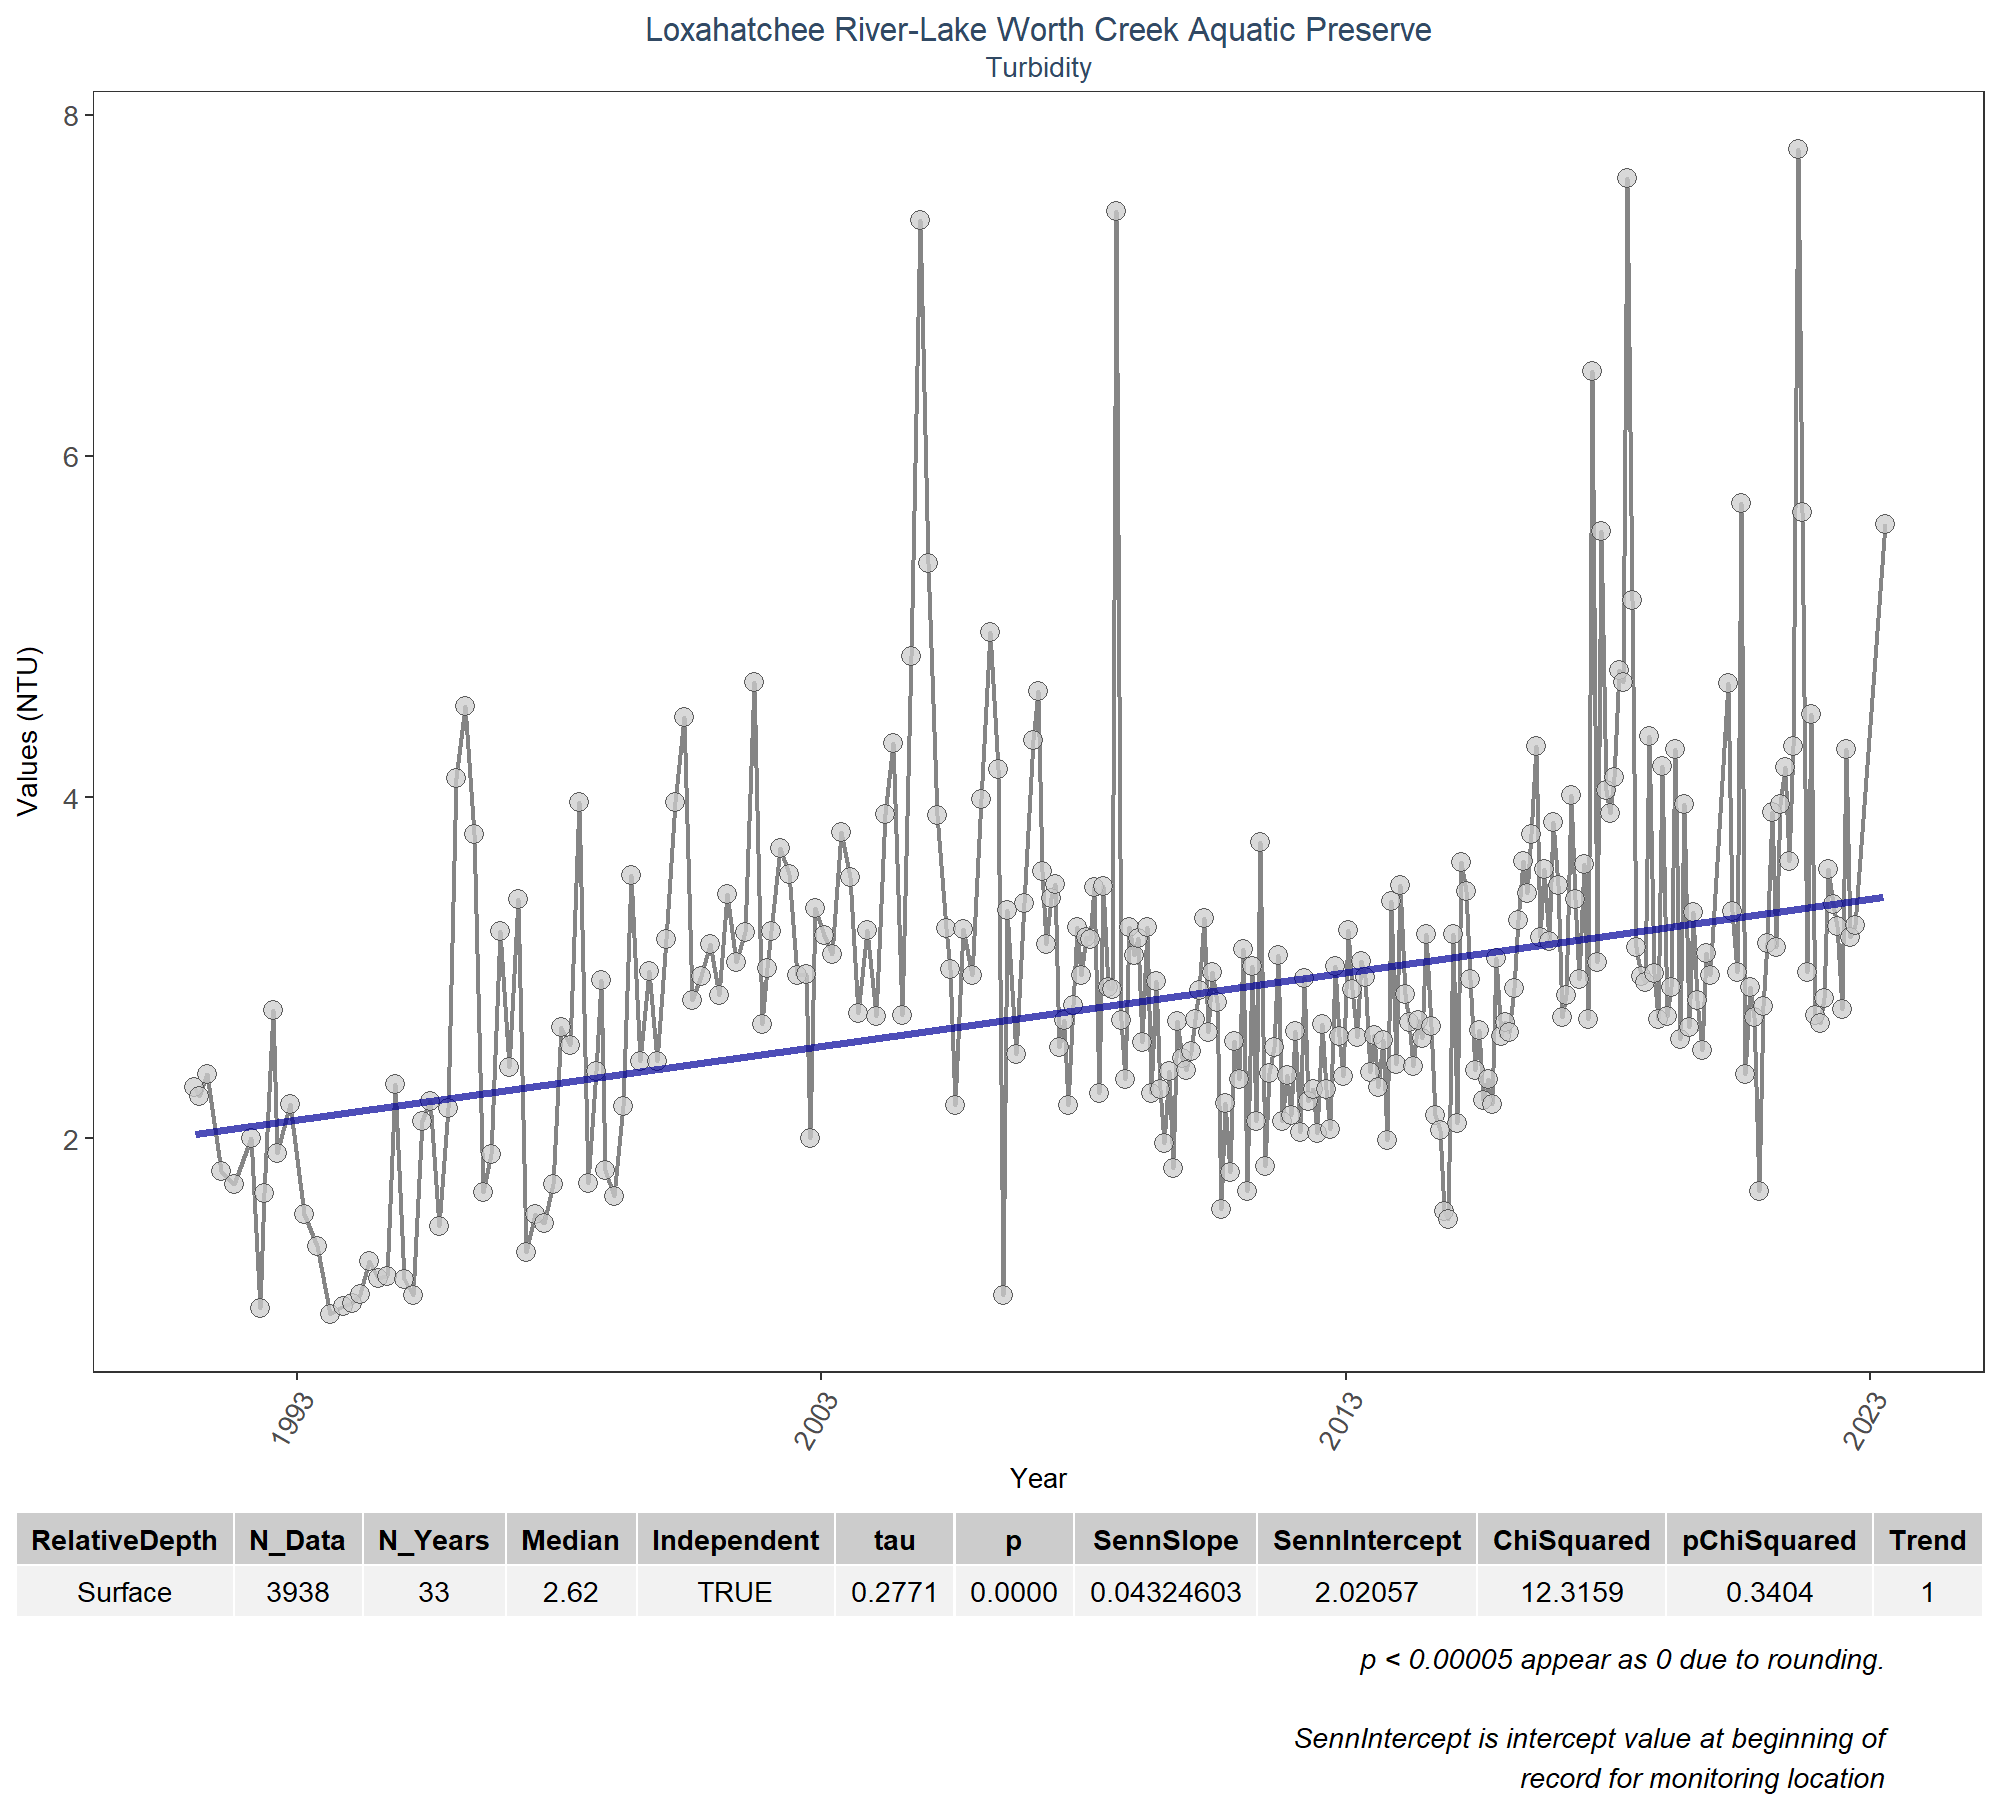 Loxahatchee River-Lake Worth Creek Aquatic Preserve
Turbidity
8
6
4
2
Values (NTU)
1993 2003 2013 2023
Year
RelativeDepth N_Data N_Years Median Independent tau p SennSlope SennIntercept ChiSquared pChiSquared Trend
Surface 3938 33 2.62 TRUE 0.2771 0.0000 0.04324603 2.02057 12.3159 0.3404 1
p < 0.00005 appear as 0 due to rounding.
SennIntercept is intercept value at beginning of
record for monitoring location